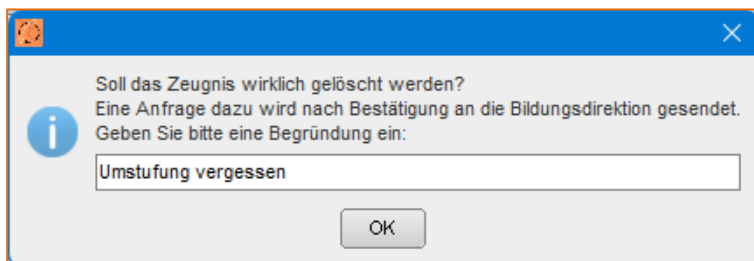 Soll das Zeugnis wirklich gelöscht werden?
Eine Anfrage dazu wird nach Bestätigung an die Bildungsdirektion gesendet.
Geben Sie bitte eine Begründung ein:
Umstufung vergessen
OK